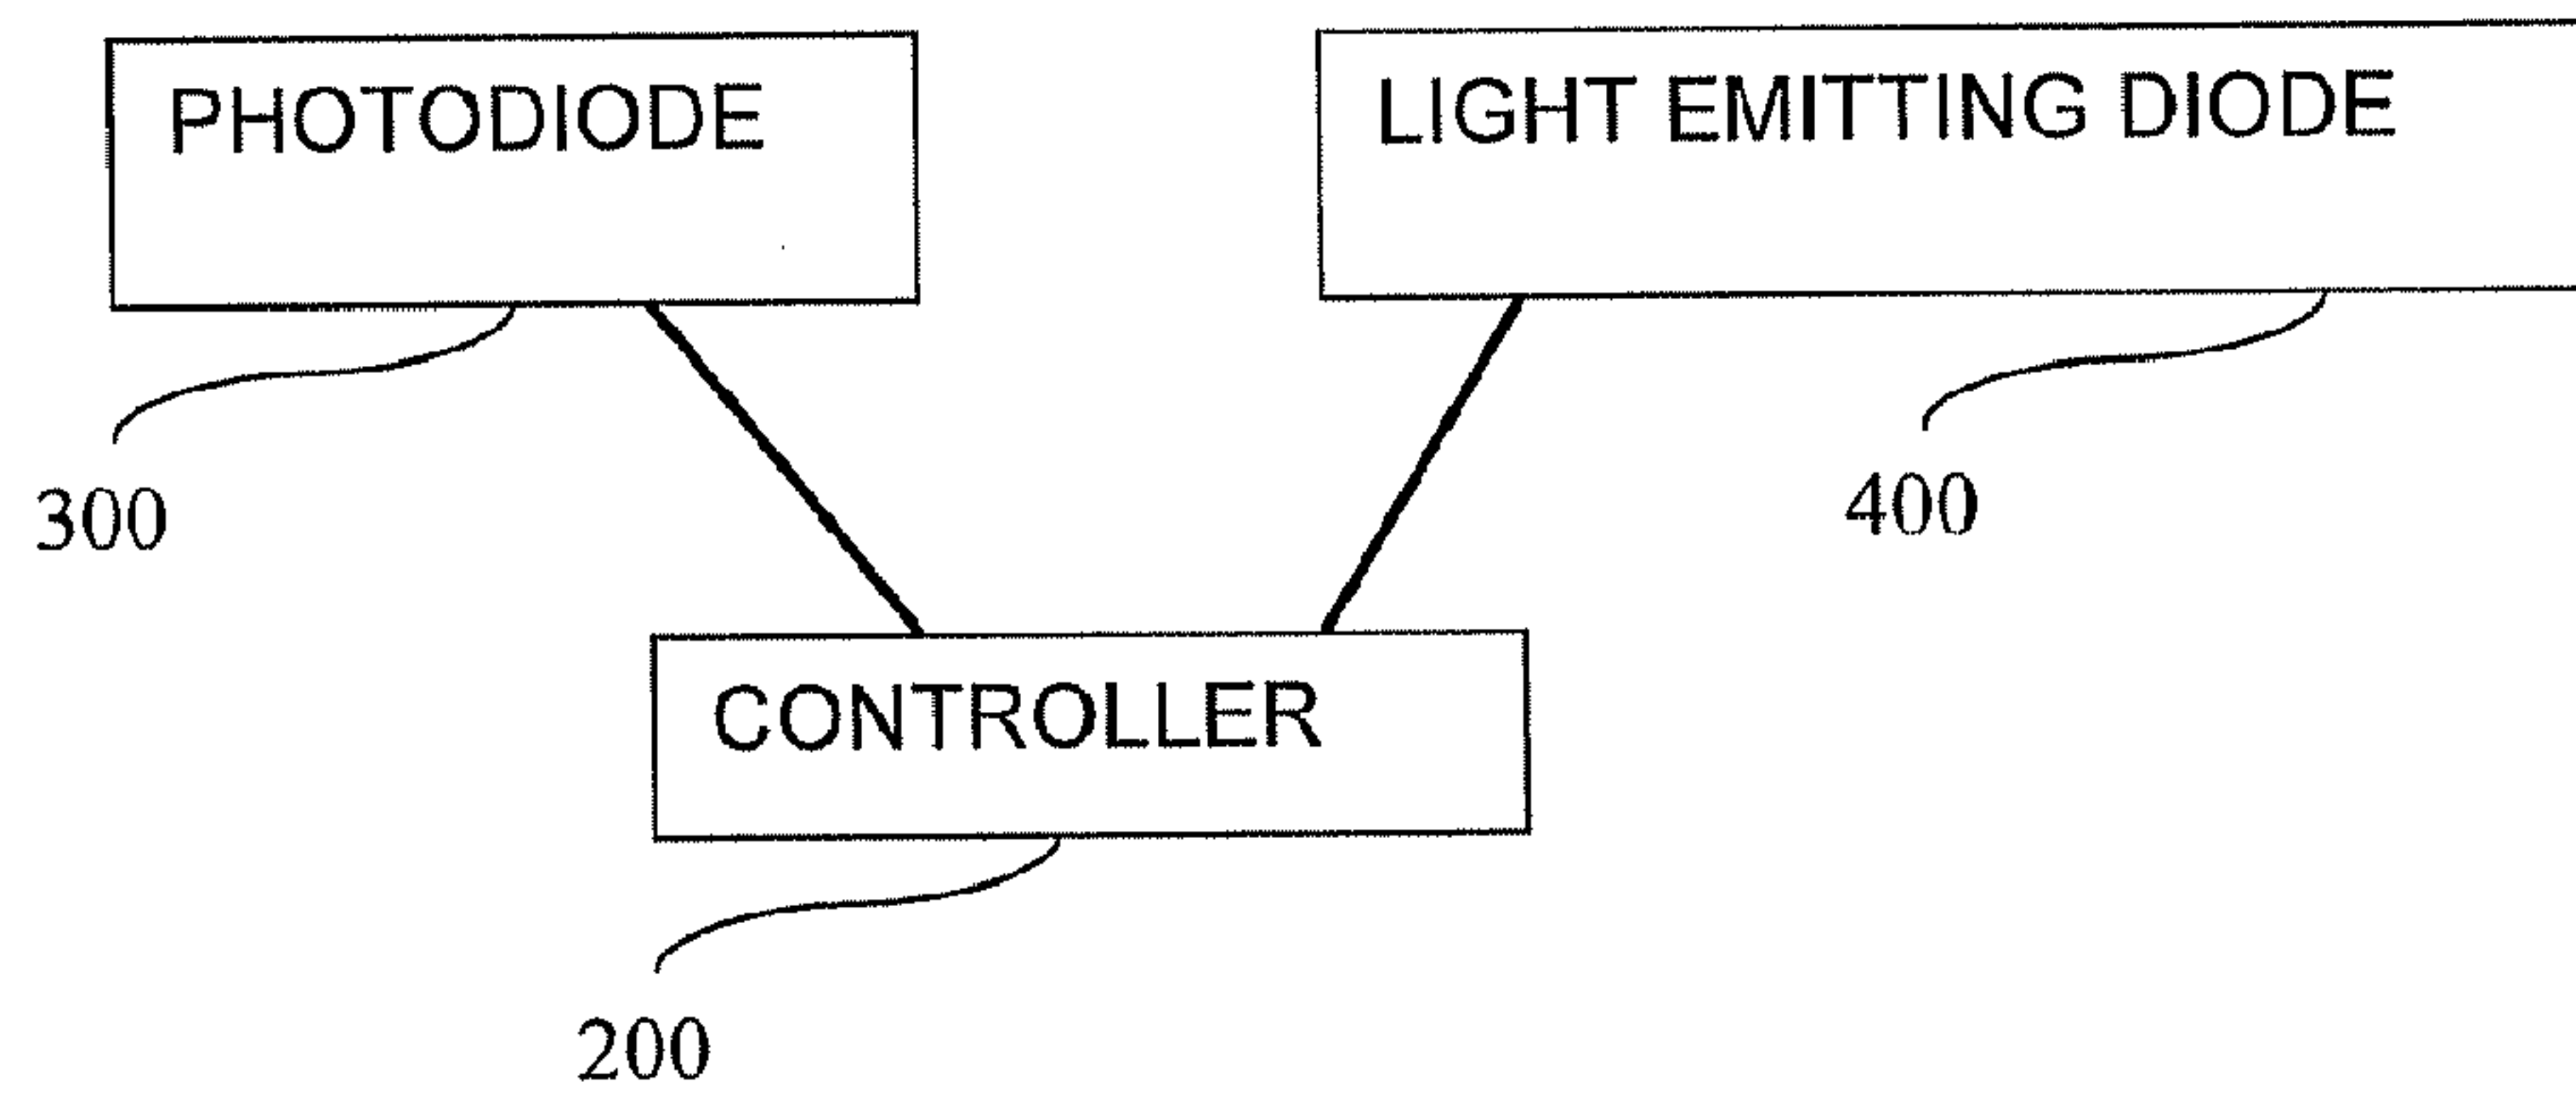 PHOTODIODE
LIGHT EMITTING DIODE
300
400
CONTROLLER
200